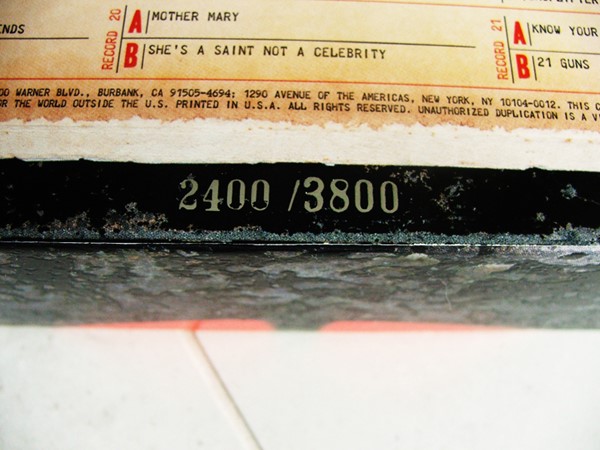 ENDS
RECORD 20
A MOTHER MARY
B SHE'S A SAINT NOT A CELEBRITY
RECORD 21
A KNOW YOUR
B 21 GUNS
00 WARNER BLVD., BURBANK, CA 91505-4694; 1290 AVENUE OF THE AMERICAS, NEW YORK, NY 10104-0012. THIS C
OR THE WORLD OUTSIDE THE U.S. PRINTED IN U.S.A. ALL RIGHTS RESERVED. UNAUTHORIZED DUPLICATION IS A V
2400 /3800